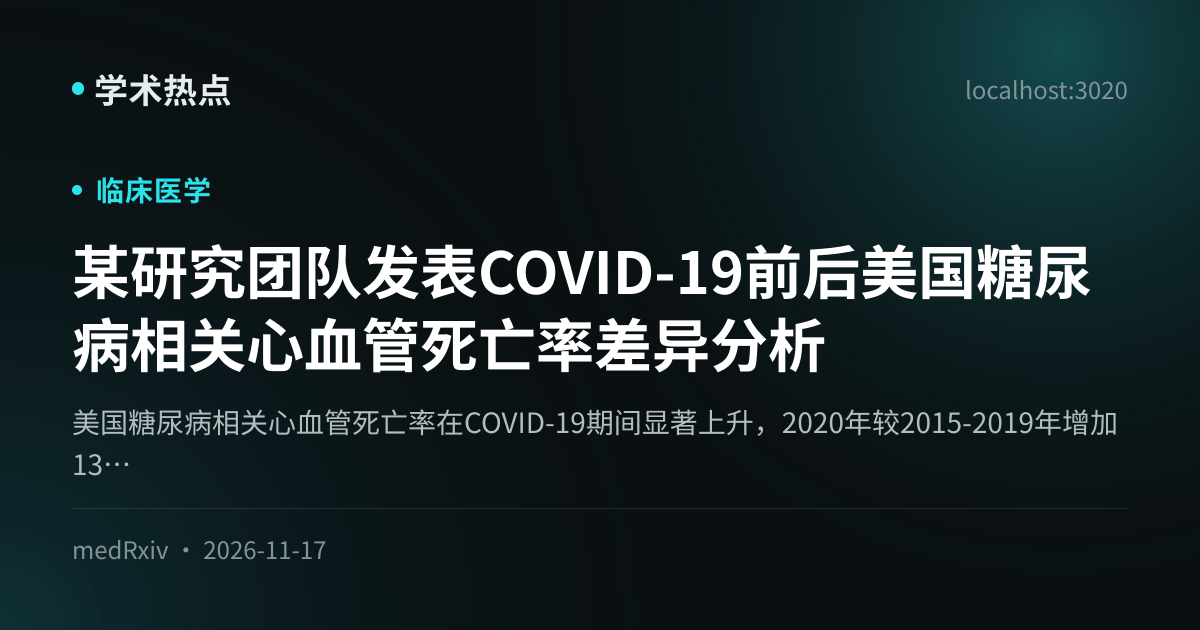 学术热点
localhost:3020
临床医学
某研究团队发表COVID-19前后美国糖尿
病相关心血管死亡率差异分析
美国糖尿病相关心血管死亡率在COVID-19期间显著上升，2020年较2015-2019年增加
13…
medRxiv · 2026-11-17